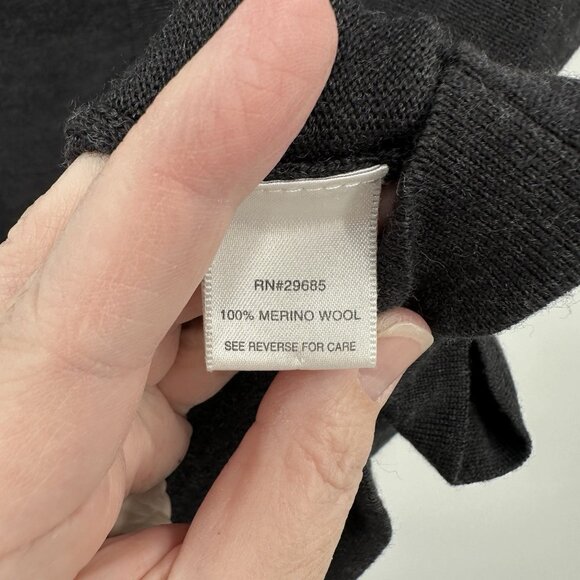 RN#29685
100% MERINO WOOL
SEE REVERSE FOR CARE